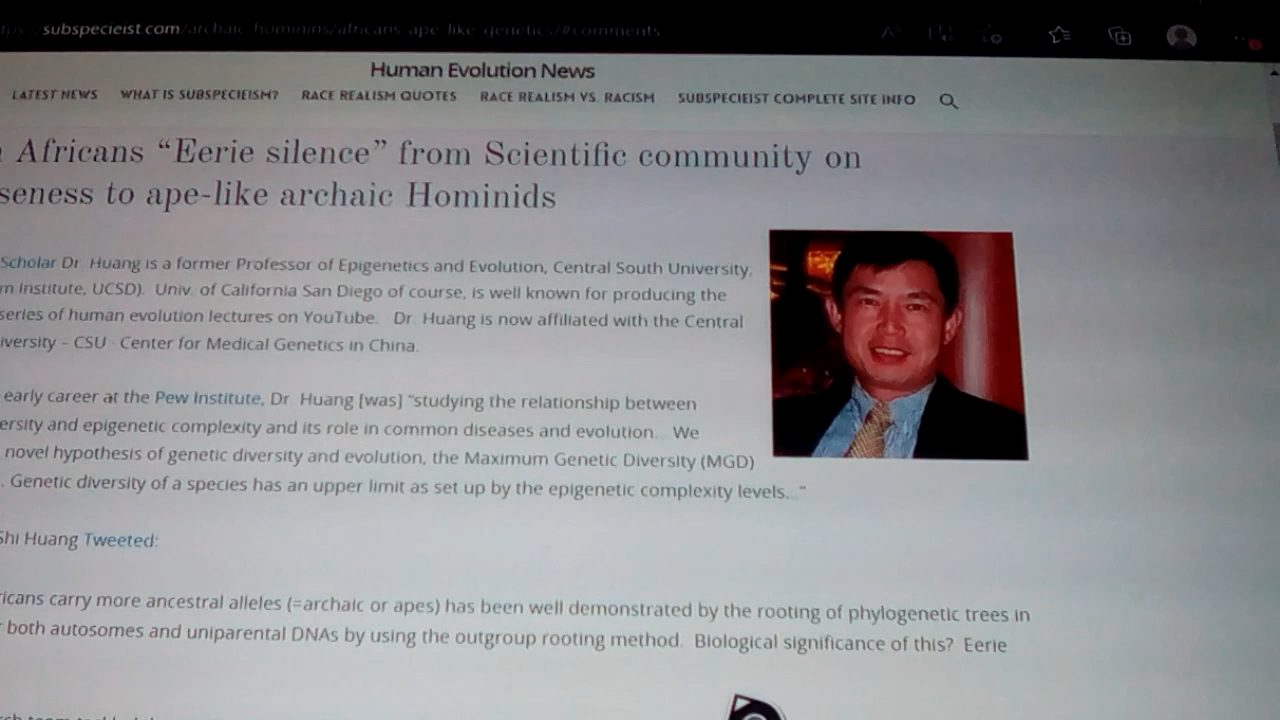 subspecieist.com/archaic-hominins/africans-ape-like-genetics/#comments
Human Evolution News
LATEST NEWS WHAT IS SUBSPECIEISM? RACE REALISM QUOTES RACE REALISM VS. RACISM SUBSPECIEIST COMPLETE SITE INFO
Africans “Eerie silence” from Scientific community on
seness to ape-like archaic Hominids
Scholar Dr. Huang is a former Professor of Epigenetics and Evolution, Central South University,
m Institute, UCSD). Univ. of California San Diego of course, is well known for producing the
series of human evolution lectures on YouTube. Dr. Huang is now affiliated with the Central
iversity – CSU - Center for Medical Genetics in China.
early career at the Pew Institute, Dr. Huang [was] “studying the relationship between
ersity and epigenetic complexity and its role in common diseases and evolution. We
novel hypothesis of genetic diversity and evolution, the Maximum Genetic Diversity (MGD)
. Genetic diversity of a species has an upper limit as set up by the epigenetic complexity levels...”
Shi Huang Tweeted:
ricans carry more ancestral alleles (=archaic or apes) has been well demonstrated by the rooting of phylogenetic trees in
both autosomes and uniparental DNAs by using the outgroup rooting method. Biological significance of this? Eerie